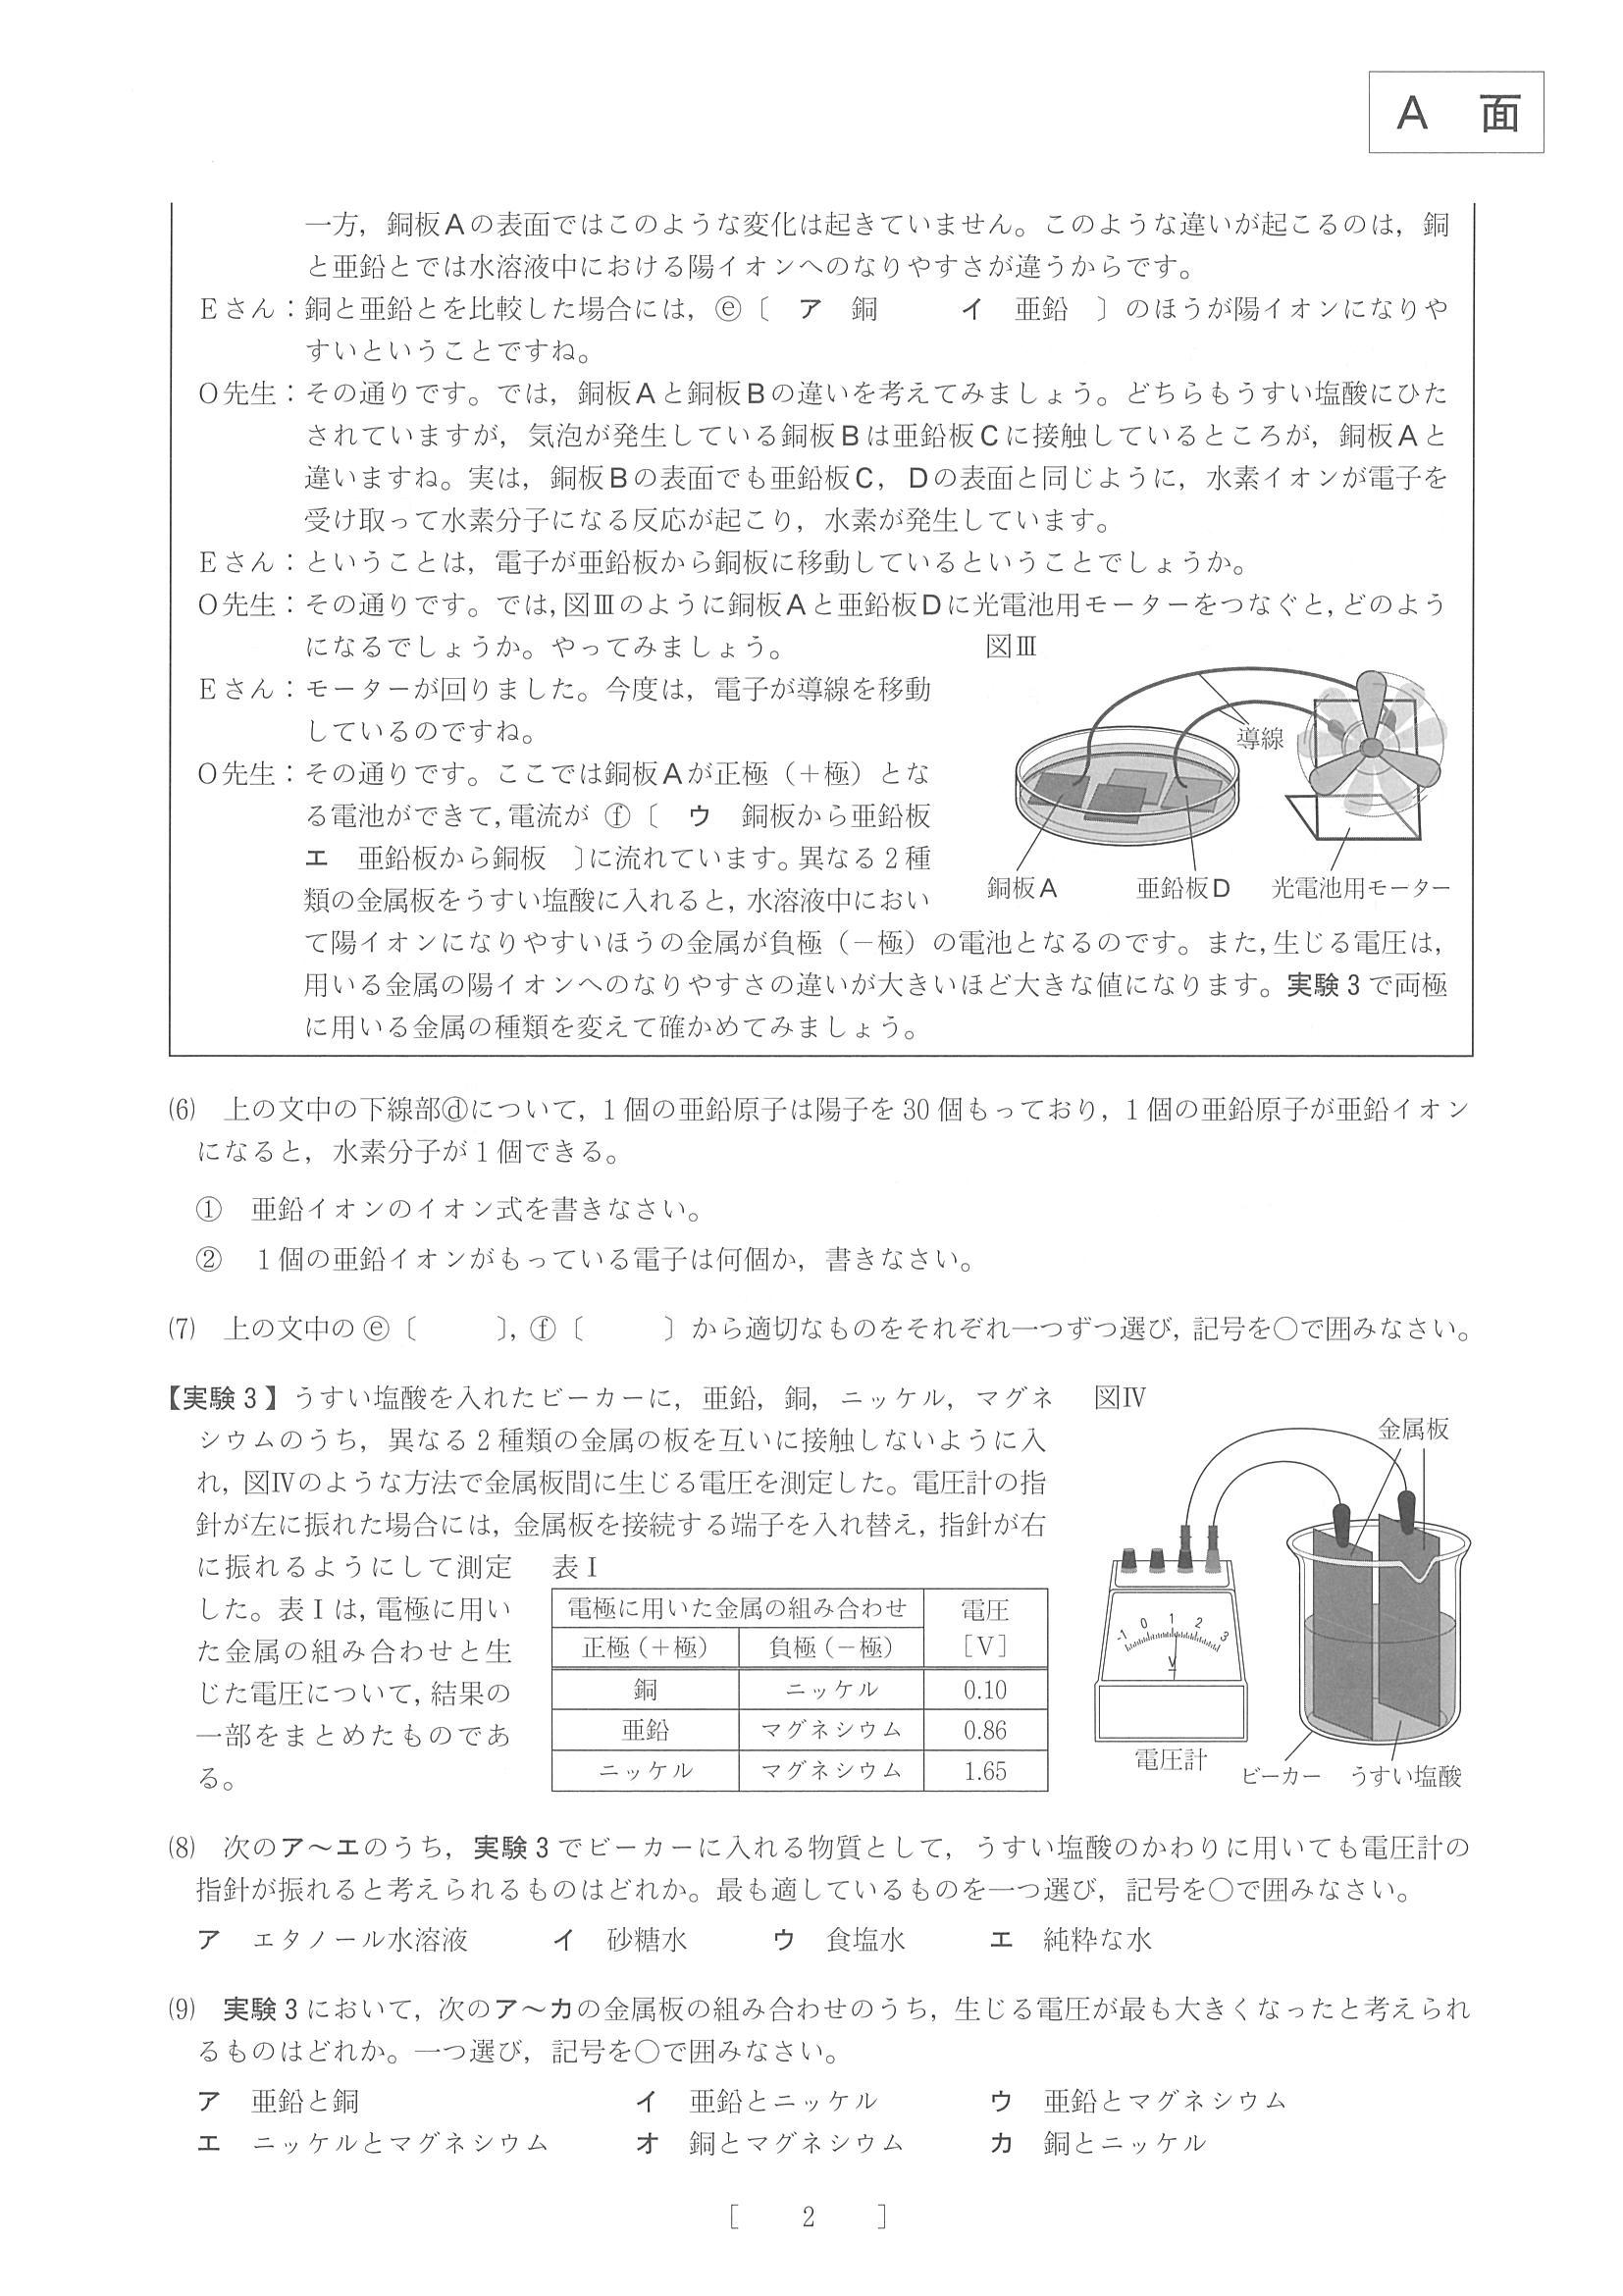 A 面
一方，銅板Aの表面ではこのような変化は起きていません。このような違いが起こるのは，銅
と亜鉛とでは水溶液中における陽イオンへのなりやすさが違うからです。
Eさん：銅と亜鉛とを比較した場合には，ⓔ〔 ア 銅 イ 亜鉛 〕のほうが陽イオンになりや
すいということですね。
O先生：その通りです。では，銅板Aと銅板Bの違いを考えてみましょう。どちらもうすい塩酸にひた
されていますが，気泡が発生している銅板Bは亜鉛板Cに接触しているところが，銅板Aと
違いますね。実は，銅板Bの表面でも亜鉛板C，Dの表面と同じように，水素イオンが電子を
受け取って水素分子になる反応が起こり，水素が発生しています。
Eさん：ということは，電子が亜鉛板から銅板に移動しているということでしょうか。
O先生：その通りです。では，図Ⅲのように銅板Aと亜鉛板Dに光電池用モーターをつなぐと，どのよう
になるでしょうか。やってみましょう。
Eさん：モーターが回りました。今度は，電子が導線を移動
しているのですね。
O先生：その通りです。ここでは銅板Aが正極（＋極）とな
る電池ができて，電流が ⓕ〔 ウ 銅板から亜鉛板
エ 亜鉛板から銅板 〕に流れています。異なる2種
類の金属板をうすい塩酸に入れると，水溶液中におい
て陽イオンになりやすいほうの金属が負極（－極）の電池となるのです。また，生じる電圧は，
用いる金属の陽イオンへのなりやすさの違いが大きいほど大きな値になります。実験3で両極
に用いる金属の種類を変えて確かめてみましょう。
図Ⅲ
導線
銅板A 亜鉛板D 光電池用モーター
⑹ 上の文中の下線部ⓓについて，1個の亜鉛原子は陽子を30個もっており，1個の亜鉛原子が亜鉛イオン
になると，水素分子が1個できる。
① 亜鉛イオンのイオン式を書きなさい。
② 1個の亜鉛イオンがもっている電子は何個か，書きなさい。
⑺ 上の文中のⓔ〔 〕，ⓕ〔 〕から適切なものをそれぞれ一つずつ選び，記号を○で囲みなさい。
【実験3】うすい塩酸を入れたビーカーに，亜鉛，銅，ニッケル，マグネ
シウムのうち，異なる2種類の金属の板を互いに接触しないように入
れ，図Ⅳのような方法で金属板間に生じる電圧を測定した。電圧計の指
針が左に振れた場合には，金属板を接続する端子を入れ替え，指針が右
に振れるようにして測定
した。表Ⅰは，電極に用い
た金属の組み合わせと生
じた電圧について，結果の
一部をまとめたものであ
る。
表Ⅰ
電極に用いた金属の組み合わせ 電圧
正極（＋極） 負極（－極） ［V］
銅 ニッケル 0.10
亜鉛 マグネシウム 0.86
ニッケル マグネシウム 1.65
図Ⅳ
金属板
-1 0 1 2 3
V
電圧計 ビーカー うすい塩酸
⑻ 次のア～エのうち，実験3でビーカーに入れる物質として，うすい塩酸のかわりに用いても電圧計の
指針が振れると考えられるものはどれか。最も適しているものを一つ選び，記号を○で囲みなさい。
ア エタノール水溶液 イ 砂糖水 ウ 食塩水 エ 純粋な水
⑼ 実験3において，次のア～カの金属板の組み合わせのうち，生じる電圧が最も大きくなったと考えられ
るものはどれか。一つ選び，記号を○で囲みなさい。
ア 亜鉛と銅 イ 亜鉛とニッケル ウ 亜鉛とマグネシウム
エ ニッケルとマグネシウム オ 銅とマグネシウム カ 銅とニッケル
［ 2 ］